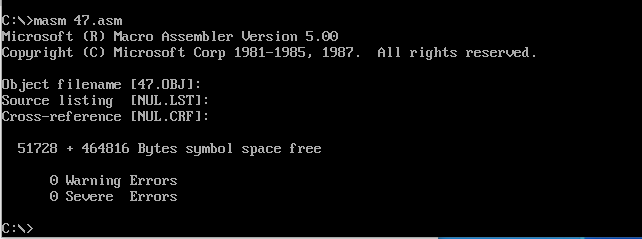 C:\>masm 47.asm
Microsoft (R) Macro Assembler Version 5.00
Copyright (C) Microsoft Corp 1981-1985, 1987.  All rights reserved.
Object filename [47.OBJ]:
Source listing  [NUL.LST]:
Cross-reference [NUL.CRF]:
51728 + 464816 Bytes symbol space free
0 Warning Errors
0 Severe  Errors
C:\>